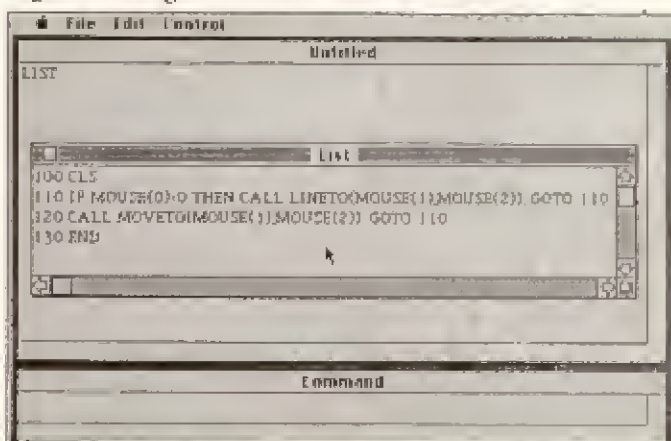 File Edit Control
Untitled
LIST
List
100 CLS
110 IF MOUSE(0)<0 THEN CALL LINETO(MOUSE(1),MOUSE(2)): GOTO 110
120 CALL MOVETO(MOUSE(1),MOUSE(2)): GOTO 110
130 END
Command